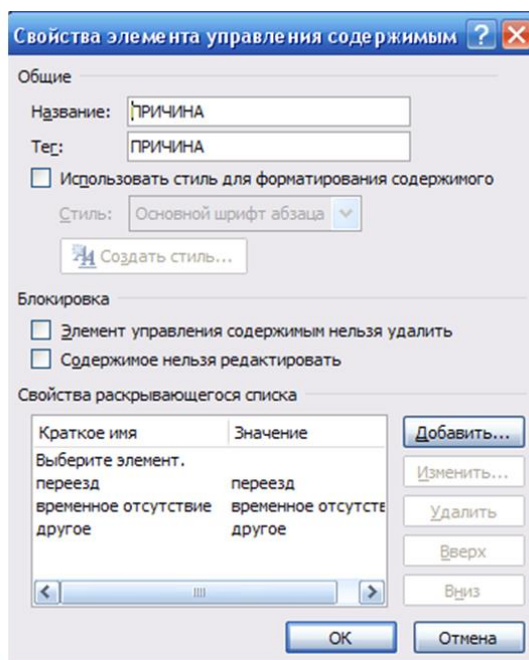 Свойства элемента управления содержимым
Общие
Название: ПРИЧИНА
Тег: ПРИЧИНА
Использовать стиль для форматирования содержимого
Стиль: Основной шрифт абзаца
Создать стиль...
Блокировка
Элемент управления содержимым нельзя удалить
Содержимое нельзя редактировать
Свойства раскрывающегося списка
Краткое имя Значение
Выберите элемент.
переезд переезд
временное отсутствие временное отсутств
другое другое
Добавить...
Изменить...
Удалить
Вверх
Вниз
ОК Отмена